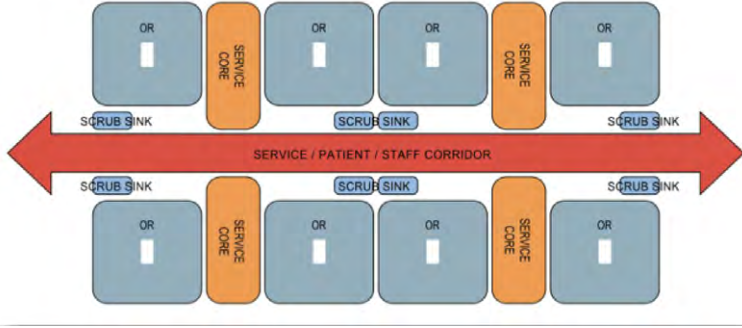 OR
SERVICE
CORE
OR
OR
SERVICE
CORE
OR
SCRUB SINK
SCRUB SINK
SCRUB SINK
SERVICE / PATIENT / STAFF CORRIDOR
SCRUB SINK
SCRUB SINK
SCRUB SINK
OR
SERVICE
CORE
OR
OR
SERVICE
CORE
OR